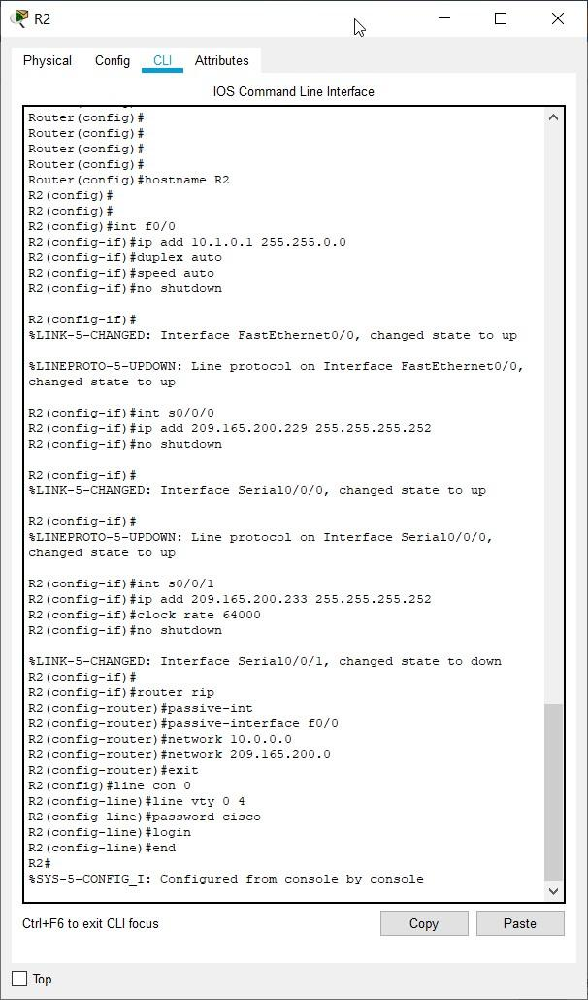 R2
Physical Config CLI Attributes
IOS Command Line Interface
Router(config)#
Router(config)#
Router(config)#
Router(config)#
Router(config)#hostname R2
R2(config)#
R2(config)#
R2(config)#int f0/0
R2(config-if)#ip add 10.1.0.1 255.255.0.0
R2(config-if)#duplex auto
R2(config-if)#speed auto
R2(config-if)#no shutdown
R2(config-if)#
%LINK-5-CHANGED: Interface FastEthernet0/0, changed state to up
%LINEPROTO-5-UPDOWN: Line protocol on Interface FastEthernet0/0,
changed state to up
R2(config-if)#int s0/0/0
R2(config-if)#ip add 209.165.200.229 255.255.255.252
R2(config-if)#no shutdown
R2(config-if)#
%LINK-5-CHANGED: Interface Serial0/0/0, changed state to up
R2(config-if)#
%LINEPROTO-5-UPDOWN: Line protocol on Interface Serial0/0/0,
changed state to up
R2(config-if)#int s0/0/1
R2(config-if)#ip add 209.165.200.233 255.255.255.252
R2(config-if)#clock rate 64000
R2(config-if)#no shutdown
%LINK-5-CHANGED: Interface Serial0/0/1, changed state to down
R2(config-if)#
R2(config-if)#router rip
R2(config-router)#passive-int
R2(config-router)#passive-interface f0/0
R2(config-router)#network 10.0.0.0
R2(config-router)#network 209.165.200.0
R2(config-router)#exit
R2(config)#line con 0
R2(config-line)#line vty 0 4
R2(config-line)#password cisco
R2(config-line)#login
R2(config-line)#end
R2#
%SYS-5-CONFIG_I: Configured from console by console
Ctrl+F6 to exit CLI focus Copy Paste
Top